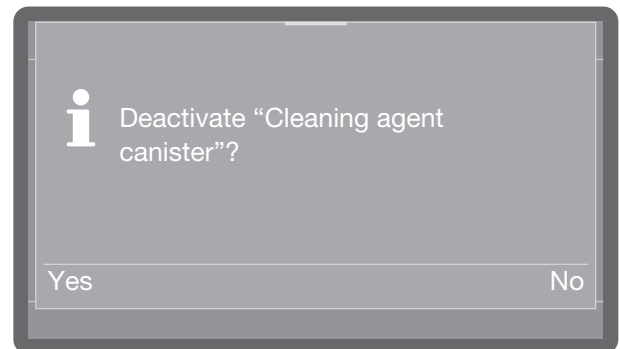 Deactivate “Cleaning agent
canister”?
Yes
No